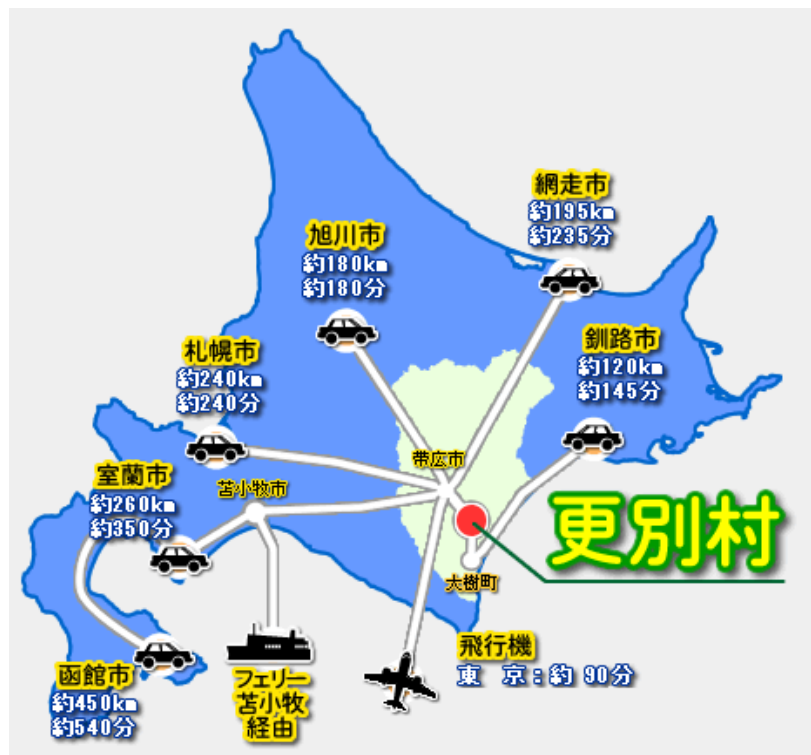 網走市
約195km
約235分
旭川市
約180km
約180分
釧路市
約120km
約145分
札幌市
約240km
約240分
帯広市
室蘭市
約260km
約350分
苫小牧市
更別村
大樹町
飛行機
東 京：約 90分
函館市
約450km
約540分
フェリー
苫小牧
経由